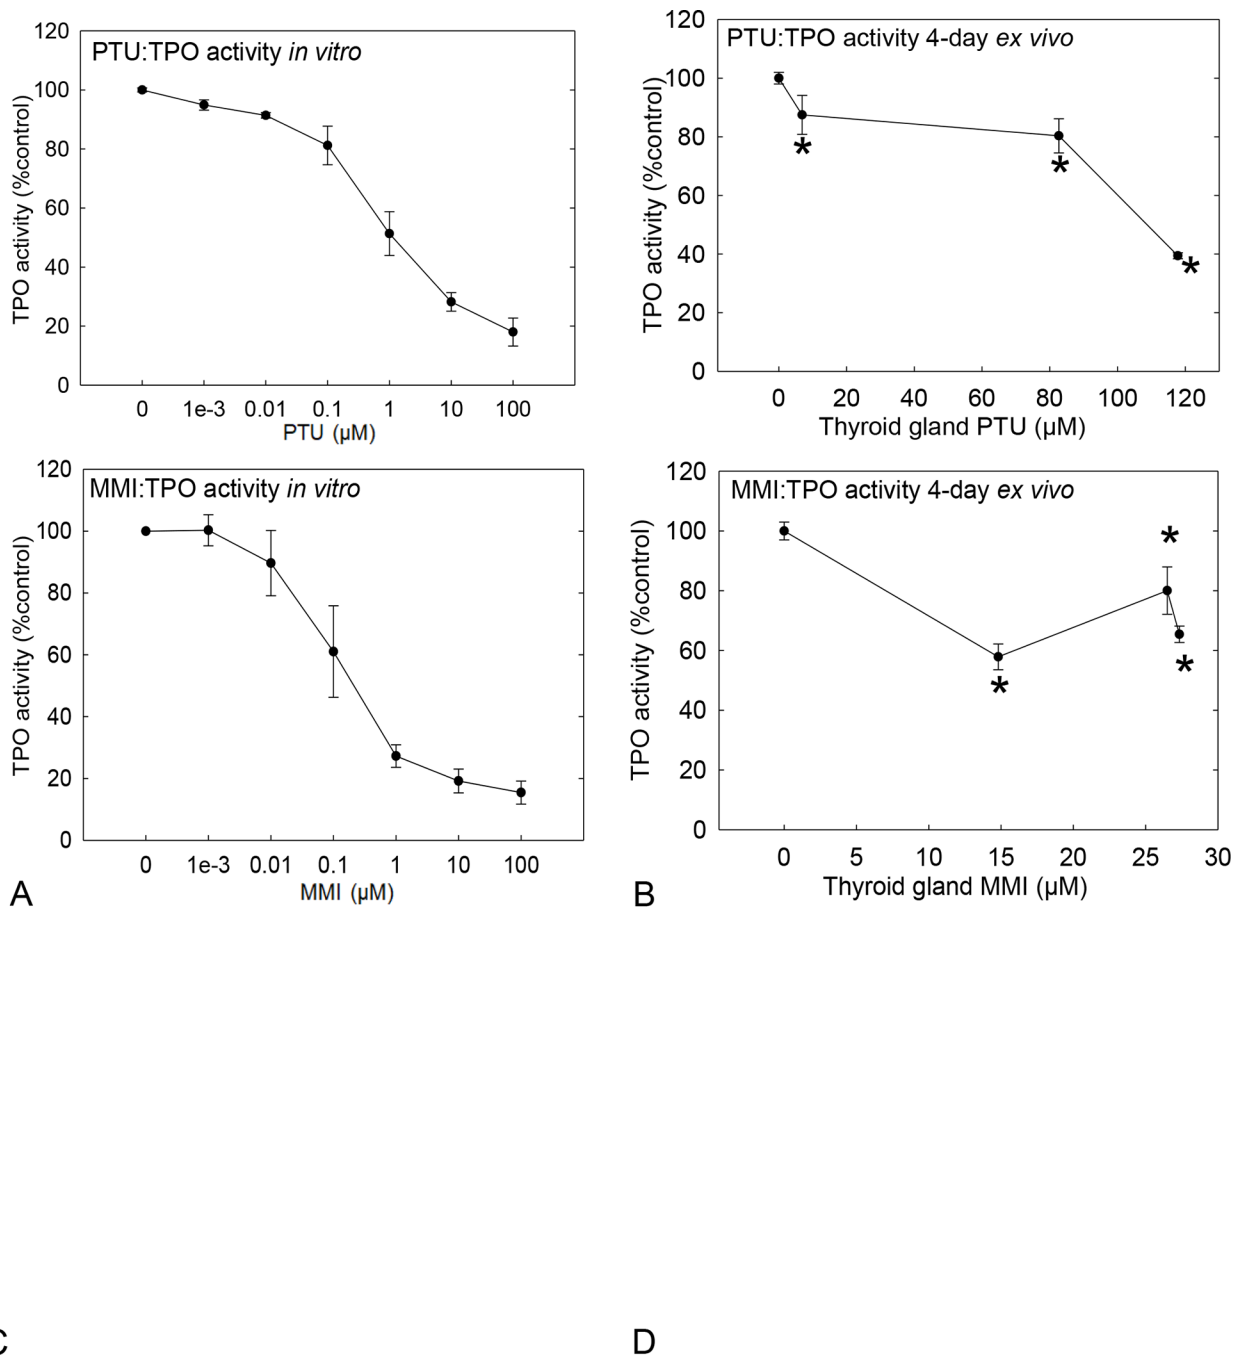 PTU:TPO activity in vitro
TPO activity (%control)
120
100
80
60
40
20
0
0 1e-3 0.01 0.1 1 10 100
PTU (µM)
PTU:TPO activity 4-day ex vivo
TPO activity (%control)
120
100
80
60
40
20
0
*
*
*
0 20 40 60 80 100 120
Thyroid gland PTU (µM)
MMI:TPO activity in vitro
TPO activity (%control)
120
100
80
60
40
20
0
0 1e-3 0.01 0.1 1 10 100
MMI (µM)
A
MMI:TPO activity 4-day ex vivo
TPO activity (%control)
120
100
80
60
40
20
0
*
*
*
0 5 10 15 20 25 30
Thyroid gland MMI (µM)
B
C
D